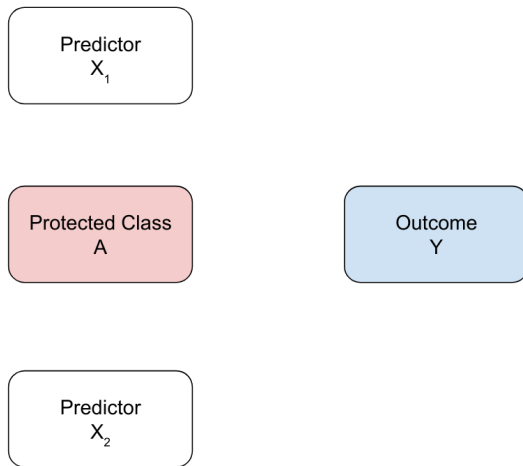 Predictor
X₁
Protected Class
A
Outcome
Y
Predictor
X₂